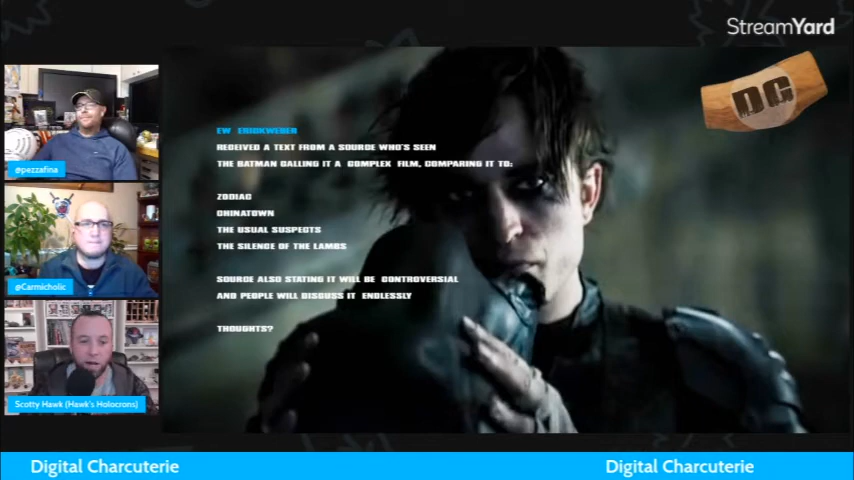 StreamYard
DC
EW ERICKWEBER
RECEIVED A TEXT FROM A SOURCE WHO'S SEEN
THE BATMAN CALLING IT A COMPLEX FILM, COMPARING IT TO:
ZODIAC
CHINATOWN
THE USUAL SUSPECTS
THE SILENCE OF THE LAMBS
SOURCE ALSO STATING IT WILL BE CONTROVERSIAL
AND PEOPLE WILL DISCUSS IT ENDLESSLY
THOUGHTS?
@pezzafina
@Carmicholic
Scotty Hawk (Hawk's Holocrons)
Digital Charcuterie
Digital Charcuterie